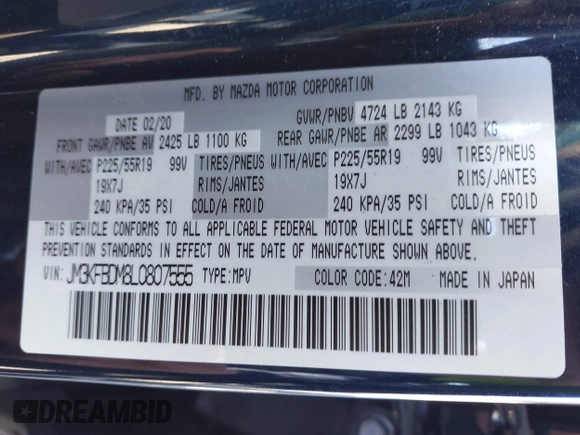 MFD. BY MAZDA MOTOR CORPORATION
DATE 02/20 GVWR/PNBV 4724 LB 2143 KG
FRONT GAWR/PNBE AV 2425 LB 1100 KG REAR GAWR/PNBE AR 2299 LB 1043 KG
WITH/AVEC P225/55R19 99V TIRES/PNEUS WITH/AVEC P225/55R19 99V TIRES/PNEUS
19X7J RIMS/JANTES 19X7J RIMS/JANTES
240 KPA/35 PSI COLD/A FROID 240 KPA/35 PSI COLD/A FROID
THIS VEHICLE CONFORMS TO ALL APPLICABLE FEDERAL MOTOR VEHICLE SAFETY AND THEFT
PREVENTION STANDARDS IN EFFECT ON THE DATE OF MANUFACTURE SHOWN ABOVE.
VIN: JM3KFBDM8L0807555 TYPE:MPV COLOR CODE:42M MADE IN JAPAN
DREAMBID